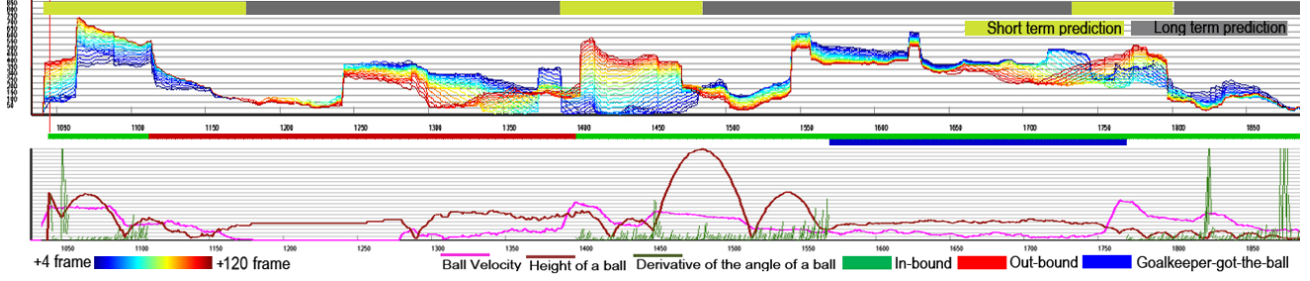 Short term prediction Long term prediction
1050 1100 1150 1200 1250 1300 1350 1400 1450 1500 1550 1600 1650 1700 1750 1800 1850
1050 1100 1150 1200 1250 1300 1350 1400 1450 1500 1550 1600 1650 1700 1750 1800 1850
+4 frame +120 frame Ball Velocity Height of a ball Derivative of the angle of a ball In-bound Out-bound Goalkeeper-got-the-ball